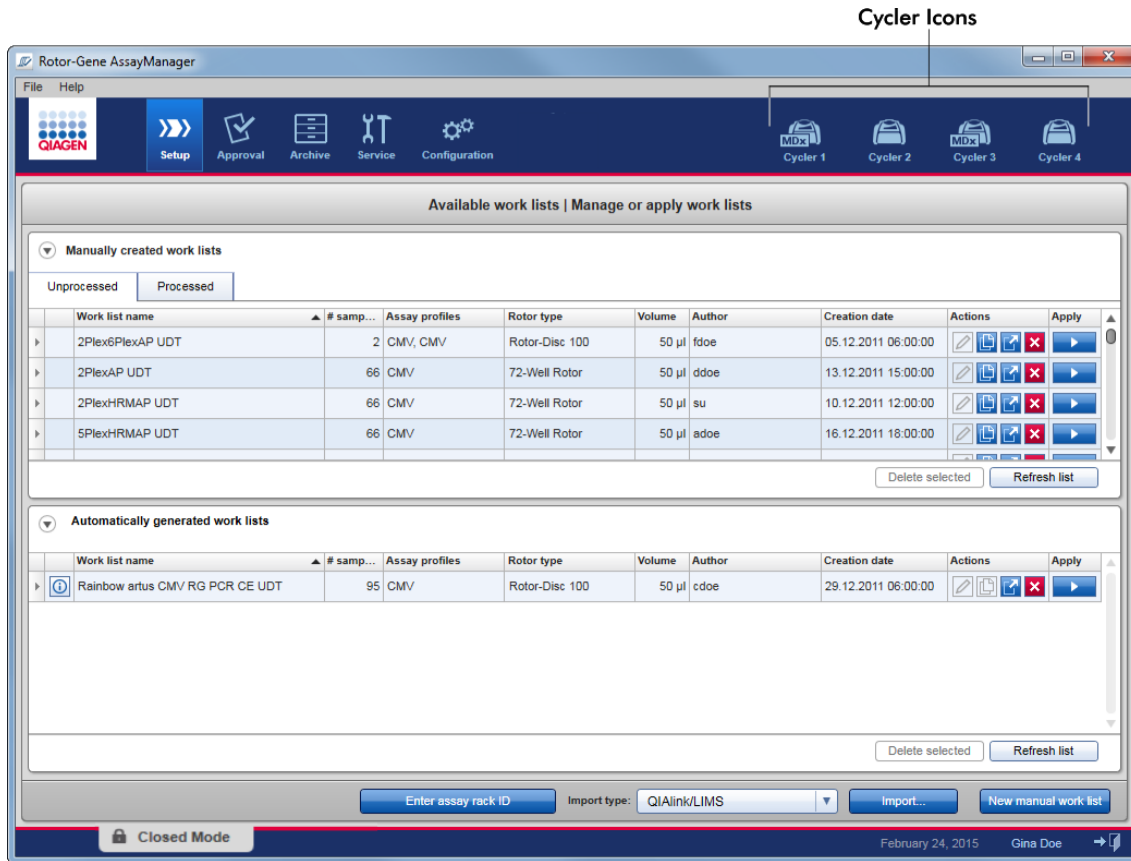 Cycler Icons
Rotor-Gene AssayManager
File Help
QIAGEN
Setup Approval Archive Service Configuration
MDx MDx
Cycler 1 Cycler 2 Cycler 3 Cycler 4
Available work lists | Manage or apply work lists
Manually created work lists
Unprocessed Processed
Work list name # samp... Assay profiles Rotor type Volume Author Creation date Actions Apply
2Plex6PlexAP UDT 2 CMV, CMV Rotor-Disc 100 50 µl fdoe 05.12.2011 06:00:00
2PlexAP UDT 66 CMV 72-Well Rotor 50 µl ddoe 13.12.2011 15:00:00
2PlexHRMAP UDT 66 CMV 72-Well Rotor 50 µl su 10.12.2011 12:00:00
5PlexHRMAP UDT 66 CMV 72-Well Rotor 50 µl adoe 16.12.2011 18:00:00
Delete selected Refresh list
Automatically generated work lists
Work list name # samp... Assay profiles Rotor type Volume Author Creation date Actions Apply
Rainbow artus CMV RG PCR CE UDT 95 CMV Rotor-Disc 100 50 µl cdoe 29.12.2011 06:00:00
Delete selected Refresh list
Enter assay rack ID Import type: QIAlink/LIMS Import... New manual work list
Closed Mode February 24, 2015 Gina Doe